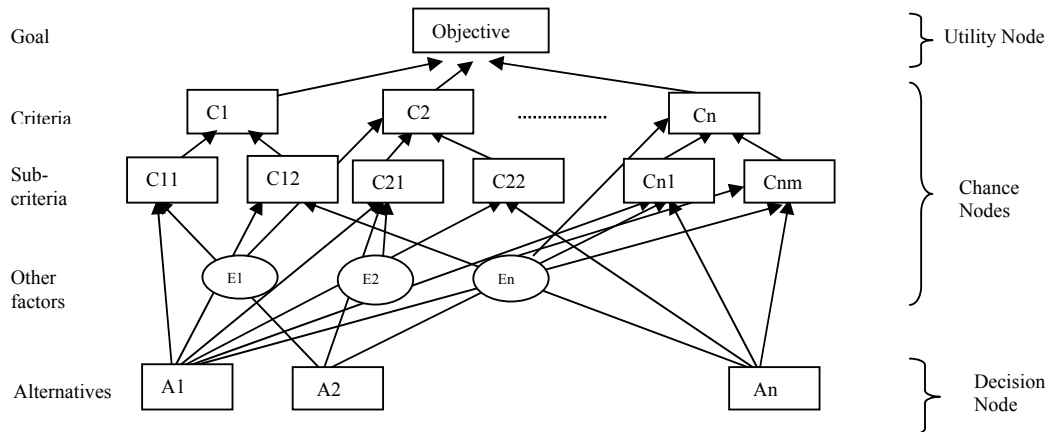 Goal
Objective
Utility Node
Criteria
C1
C2
Cn
Sub-
criteria
C11
C12
C21
C22
Cn1
Cnm
Chance
Nodes
Other
factors
E1
E2
En
Alternatives
A1
A2
An
Decision
Node